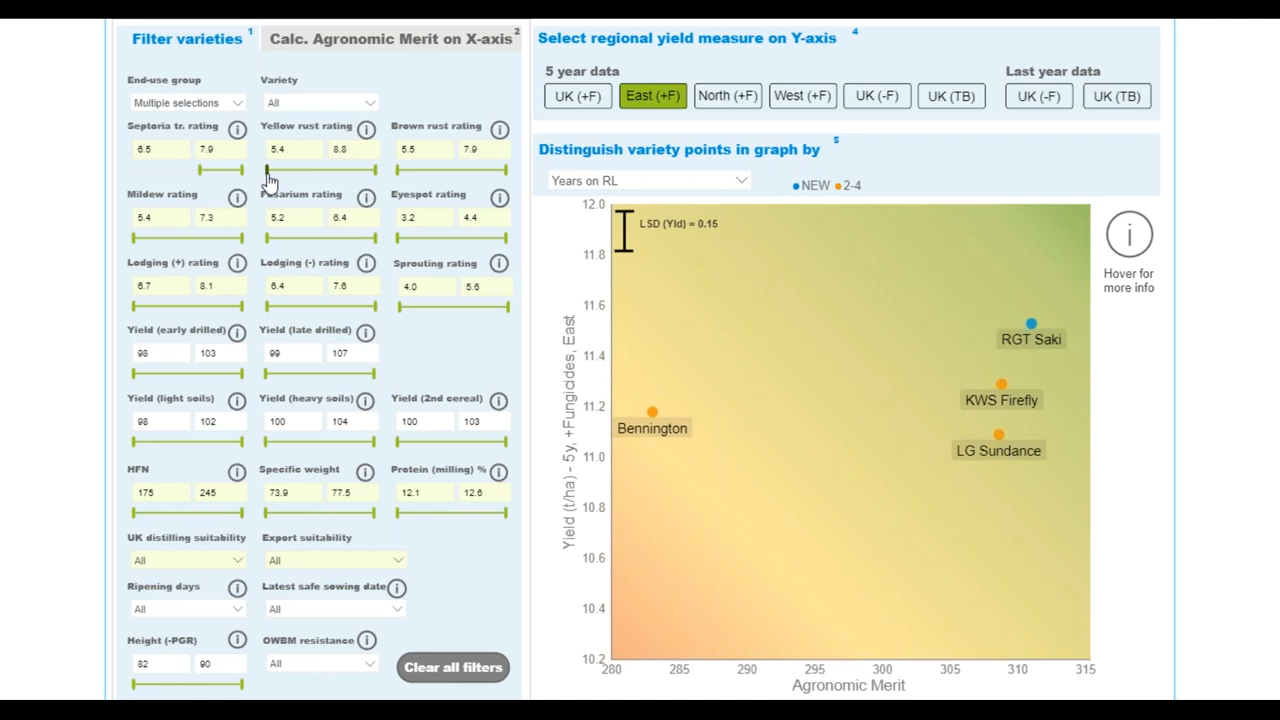 Filter varieties 1
Calc. Agronomic Merit on X-axis 2
End-use group
Variety
Multiple selections
All
Septoria tr. rating
Yellow rust rating
Brown rust rating
6.5 7.9
5.4 8.8
5.5 7.9
Mildew rating
Fusarium rating
Eyespot rating
5.4 7.3
5.2 6.4
3.2 4.4
Lodging (+) rating
Lodging (-) rating
Sprouting rating
6.7 8.1
6.4 7.6
4.0 5.6
Yield (early drilled)
Yield (late drilled)
98 103
99 107
Yield (light soils)
Yield (heavy soils)
Yield (2nd cereal)
98 102
100 104
100 103
HFN
Specific weight
Protein (milling) %
175 245
73.9 77.5
12.1 12.6
UK distilling suitability
Export suitability
All
All
Ripening days
Latest safe sowing date
All
All
Height (-PGR)
OWBM resistance
82 90
All
Clear all filters
Select regional yield measure on Y-axis 4
5 year data
Last year data
UK (+F)
East (+F)
North (+F)
West (+F)
UK (-F)
UK (TB)
UK (-F)
UK (TB)
Distinguish variety points in graph by 5
Years on RL
NEW 2-4
LSD (Yld) = 0.15
12.0
11.8
11.6
11.4
11.2
11.0
10.8
10.6
10.4
10.2
Yield (t/ha) - 5y, +Fungicides, East
RGT Saki
KWS Firefly
Bennington
LG Sundance
280 285 290 295 300 305 310 315
Agronomic Merit
Hover for
more info